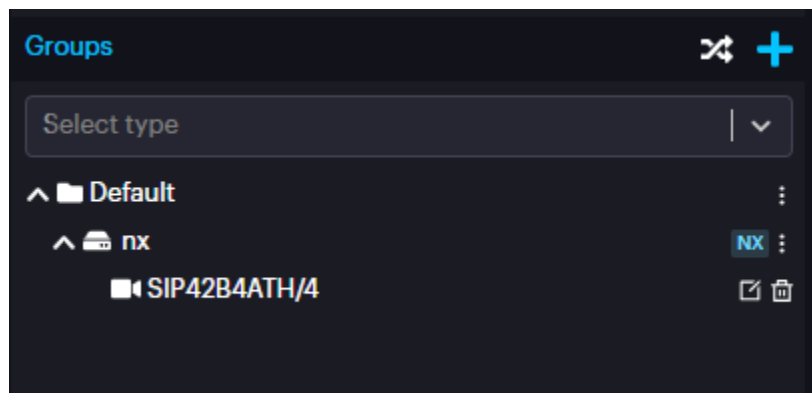 Groups
Select type
Default
nx NX
SIP42B4ATH/4